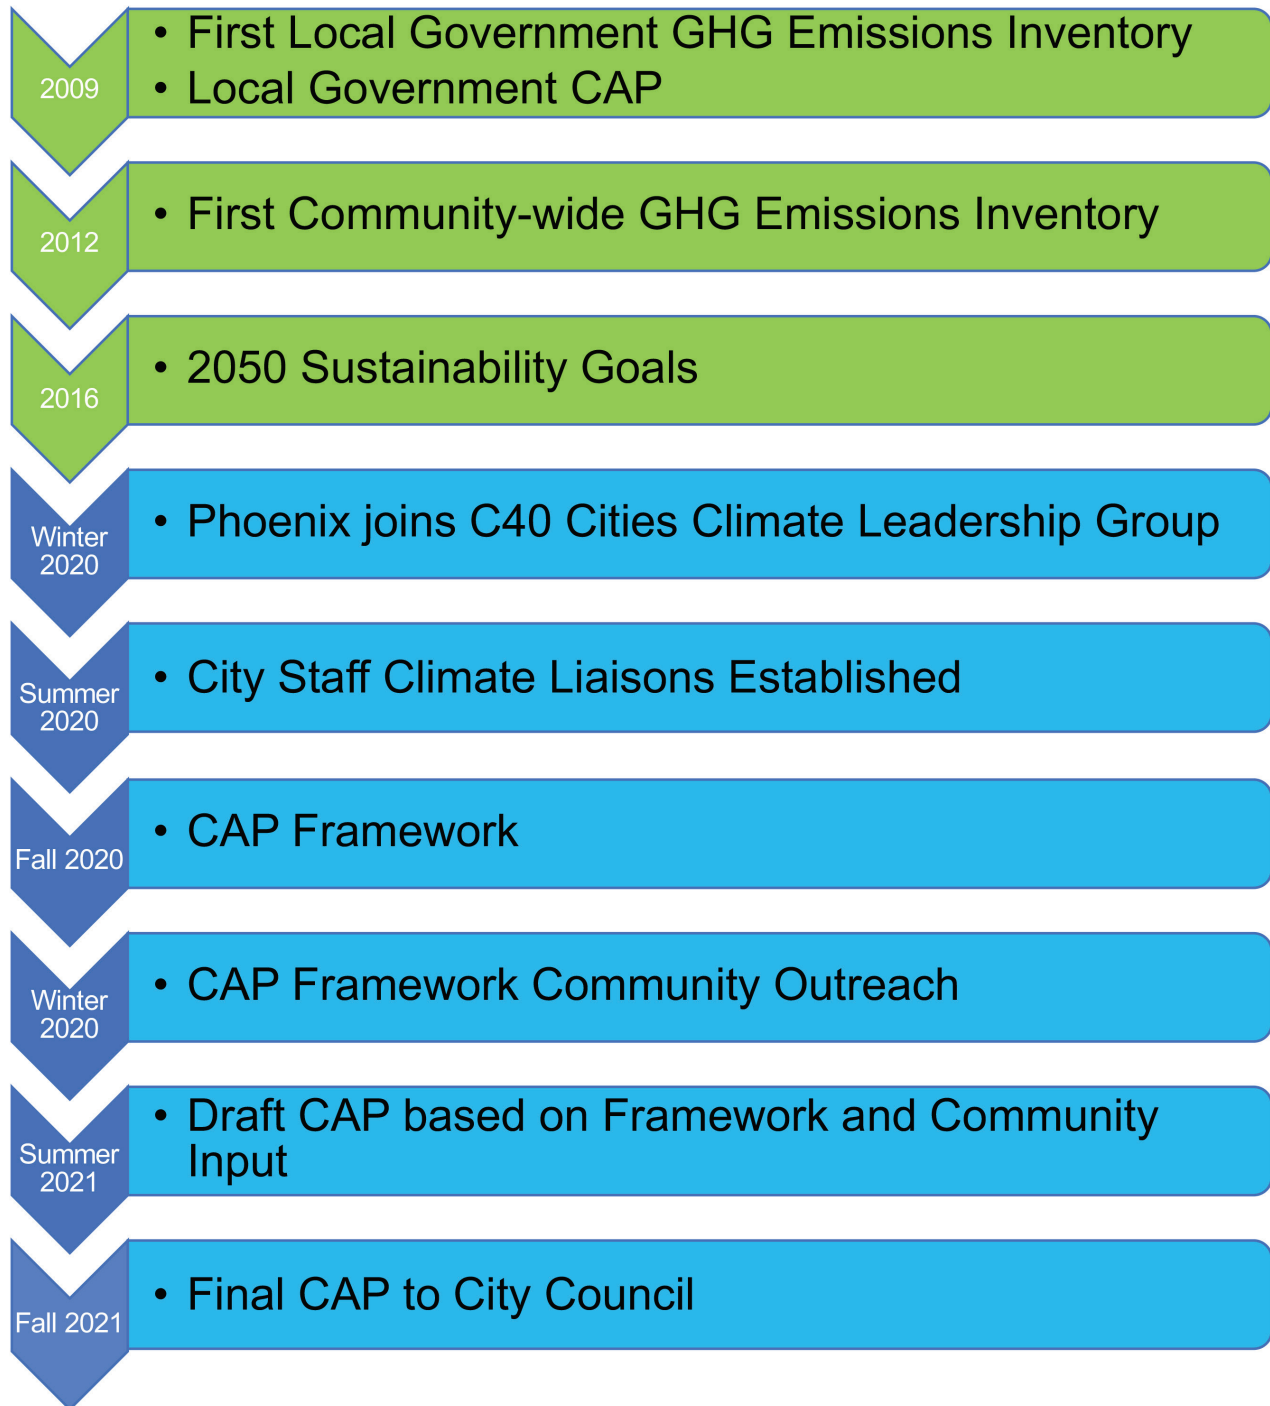 2009
• First Local Government GHG Emissions Inventory
• Local Government CAP
2012
• First Community-wide GHG Emissions Inventory
2016
• 2050 Sustainability Goals
Winter
2020
• Phoenix joins C40 Cities Climate Leadership Group
Summer
2020
• City Staff Climate Liaisons Established
Fall 2020
• CAP Framework
Winter
2020
• CAP Framework Community Outreach
Summer
2021
• Draft CAP based on Framework and Community
Input
Fall 2021
• Final CAP to City Council